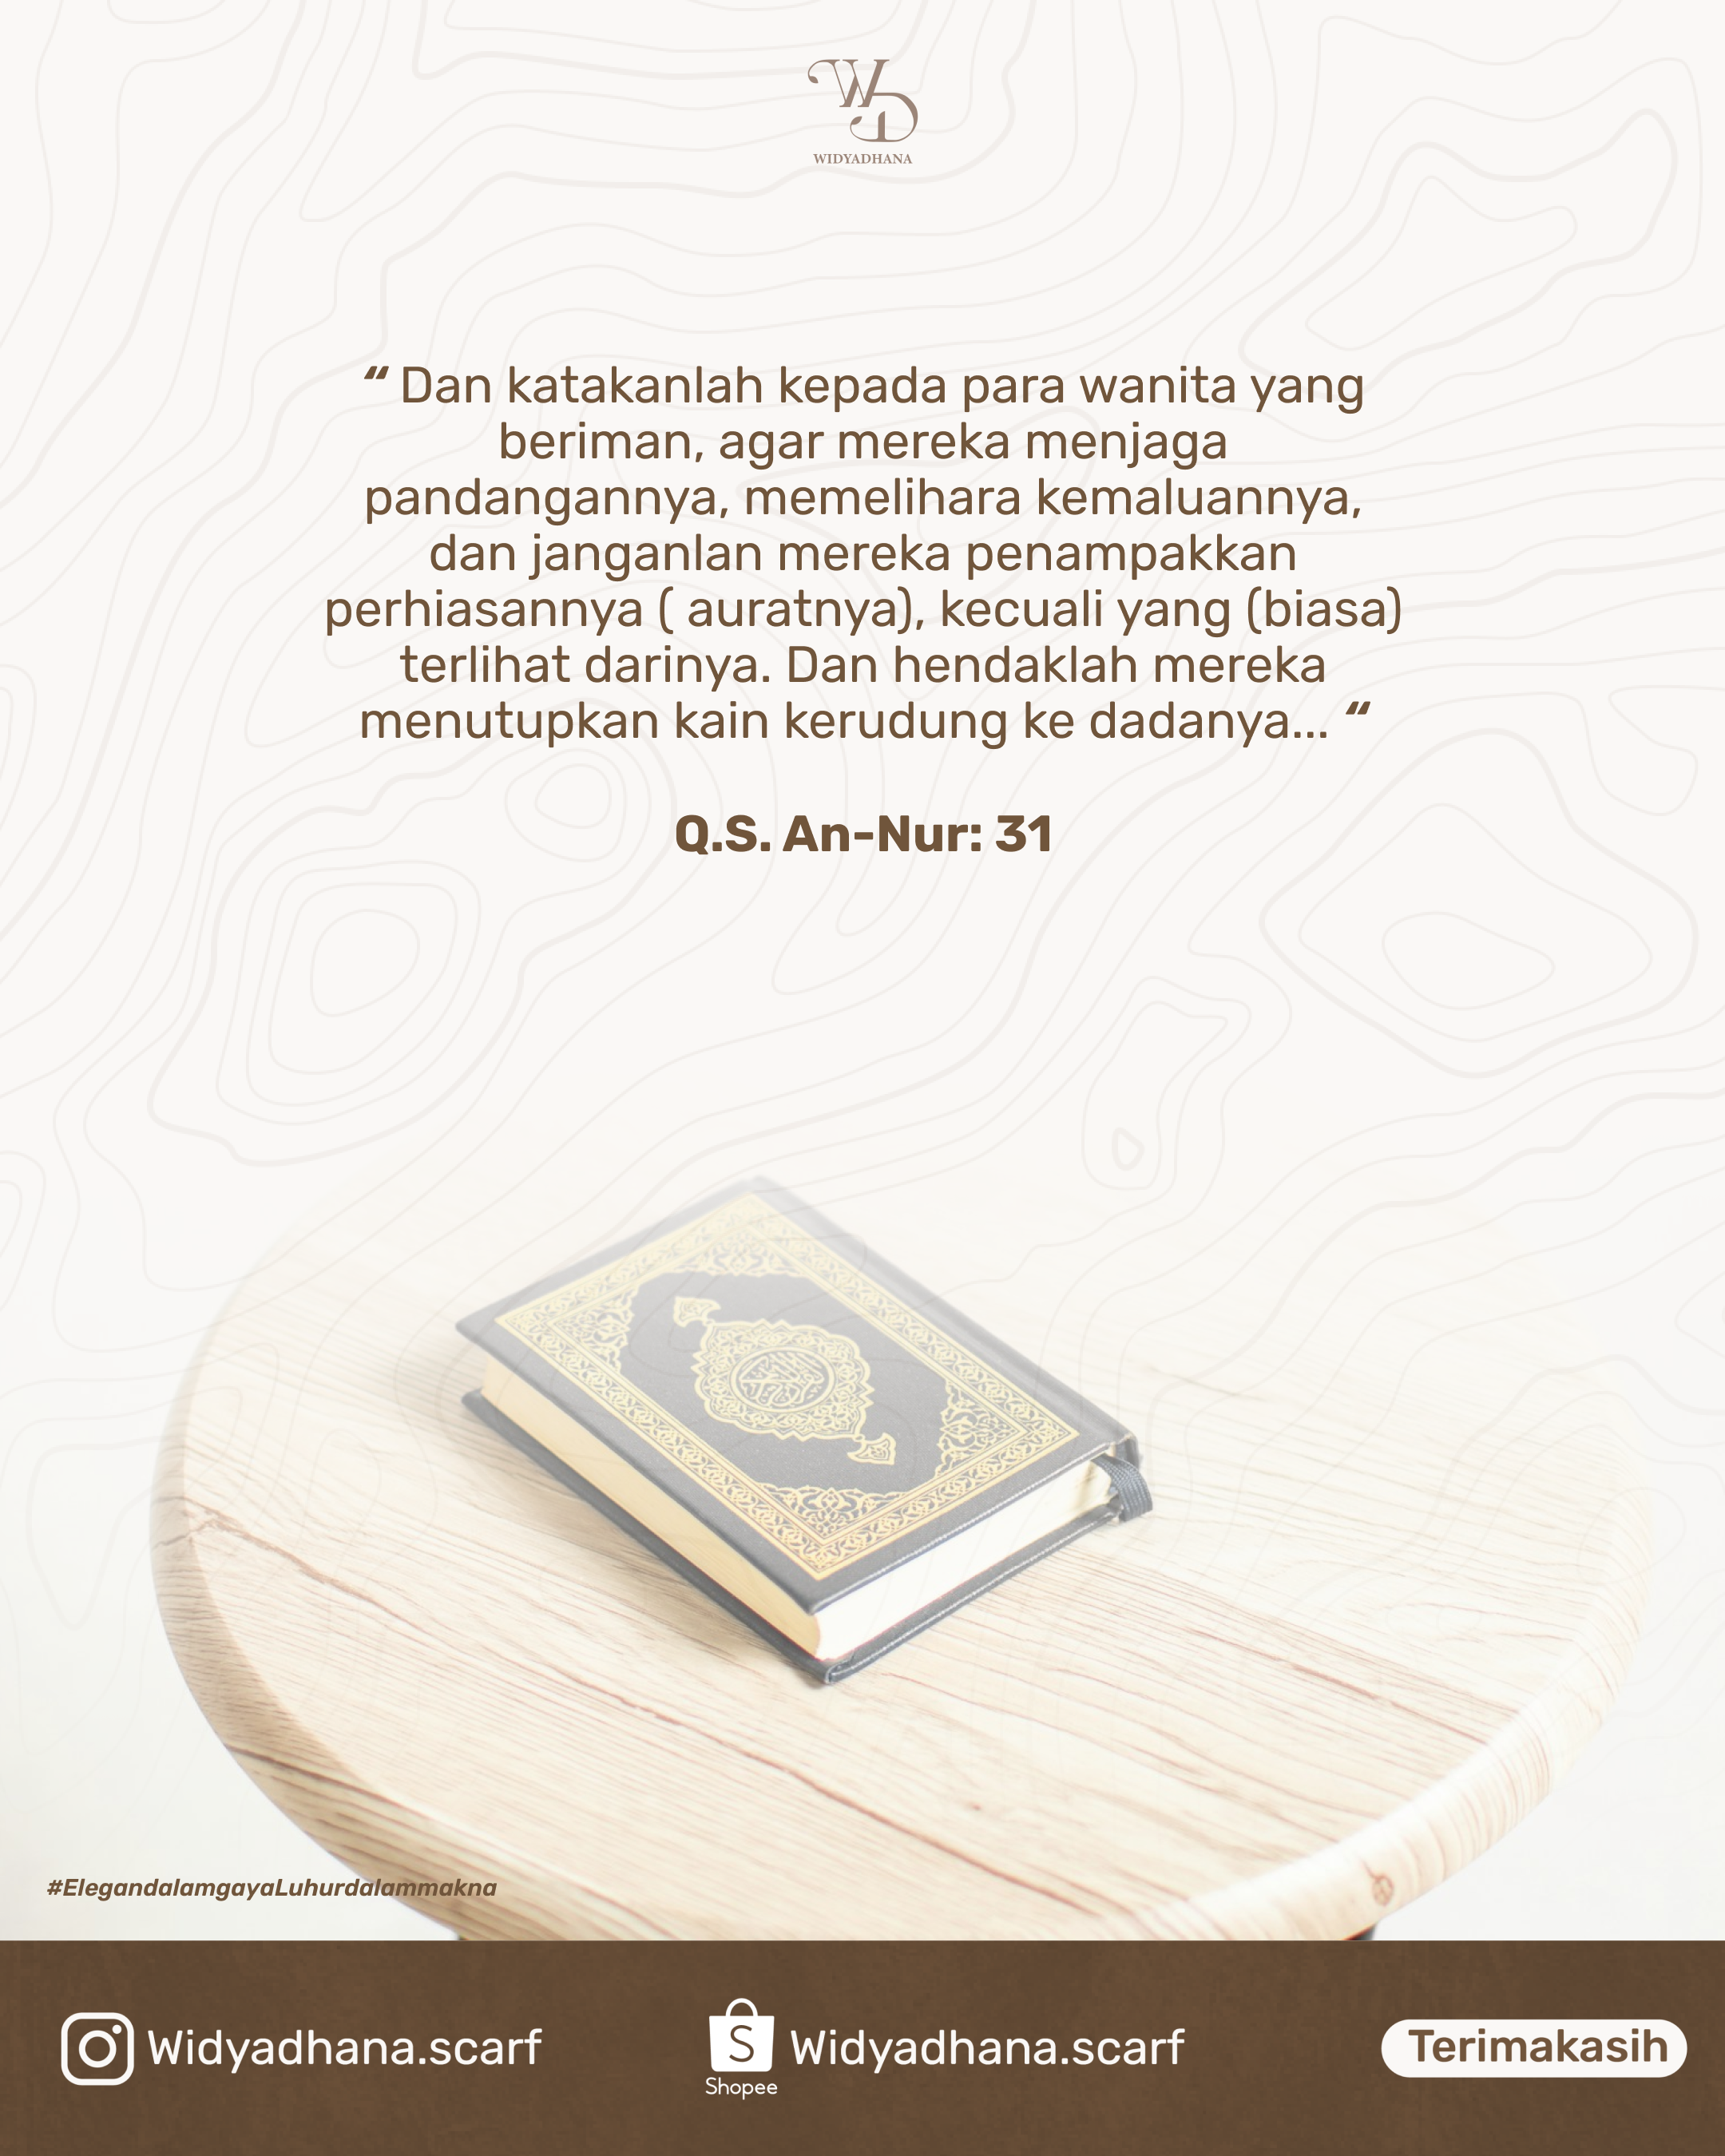 WD
WIDYADHANA
“ Dan katakanlah kepada para wanita yang
beriman, agar mereka menjaga
pandangannya, memelihara kemaluannya,
dan janganlan mereka penampakkan
perhiasannya ( auratnya), kecuali yang (biasa)
terlihat darinya. Dan hendaklah mereka
menutupkan kain kerudung ke dadanya... “
Q.S. An-Nur: 31
#ElegandalamgayaLuhurdalammakna
Widyadhana.scarf
S
Shopee
Widyadhana.scarf
Terimakasih